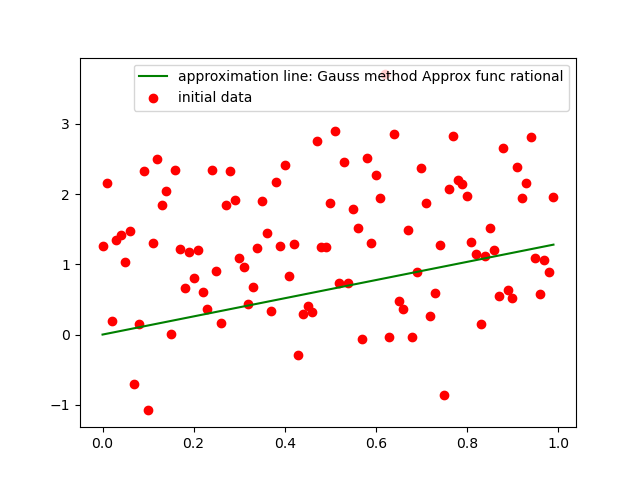 approximation line: Gauss method Approx func rational
initial data
3
2
1
0
−1
0.0 0.2 0.4 0.6 0.8 1.0